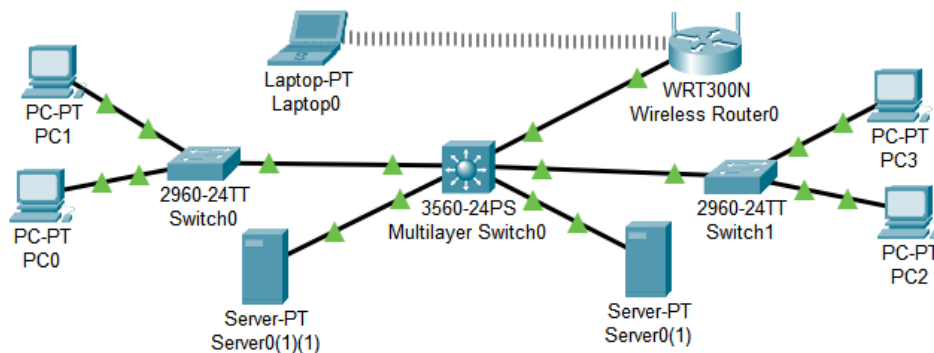 Laptop-PT
Laptop0
WRT300N
Wireless Router0
PC-PT
PC1
PC-PT
PC3
2960-24TT
Switch0
3560-24PS
Multilayer Switch0
2960-24TT
Switch1
PC-PT
PC0
PC-PT
PC2
Server-PT
Server0(1)(1)
Server-PT
Server0(1)